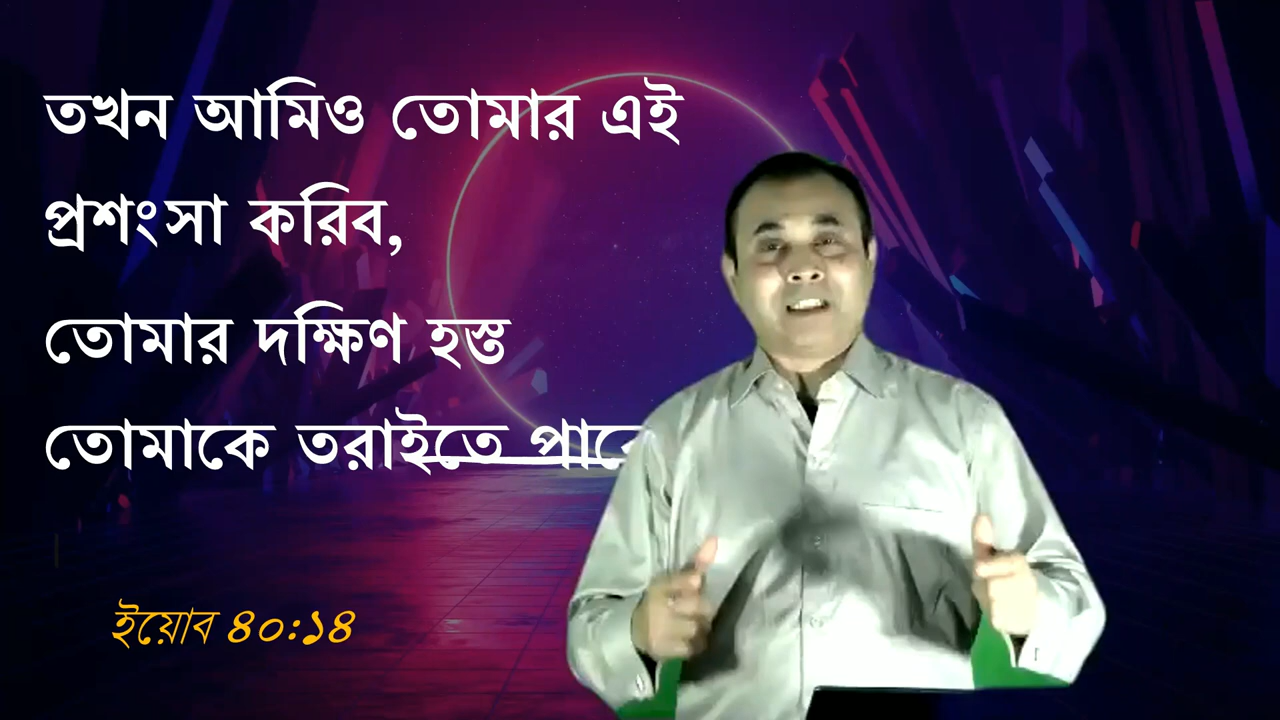 তখন আমিও তোমার এই
প্রশংসা করিব,
তোমার দক্ষিণ হস্ত
তোমাকে তরাইতে
ইয়োব ৪০:১৪